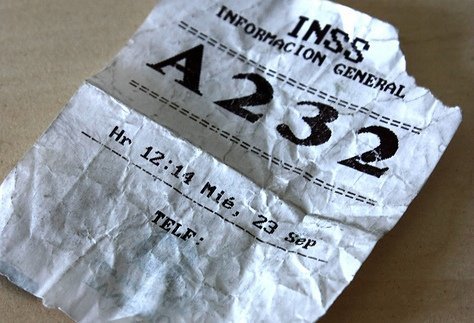 INSS
INFORMACION GENERAL
A232
Hr 12:14 Mié, 23 Sep
TELF: